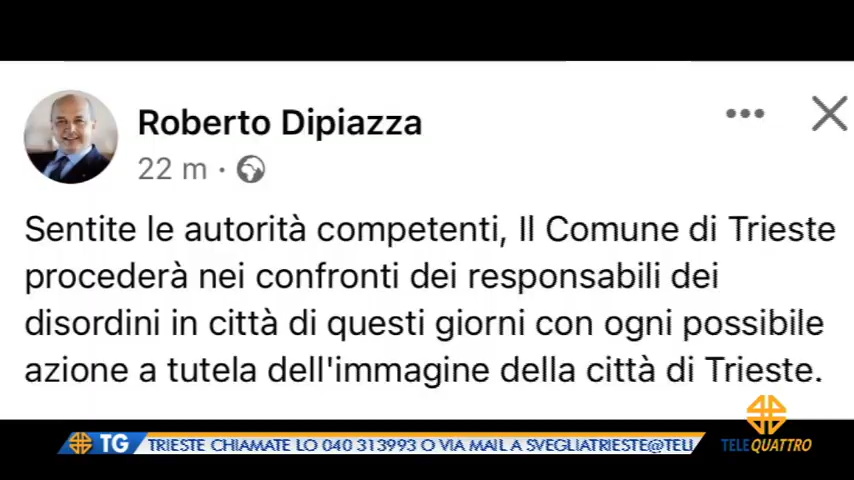 Roberto Dipiazza
22 m ·
Sentite le autorità competenti, Il Comune di Trieste
procederà nei confronti dei responsabili dei
disordini in città di questi giorni con ogni possibile
azione a tutela dell'immagine della città di Trieste.
TG TRIESTE CHIAMATE LO 040 313993 O VIA MAIL A SVEGLIATRIESTE@TELE
TELEQUATTRO